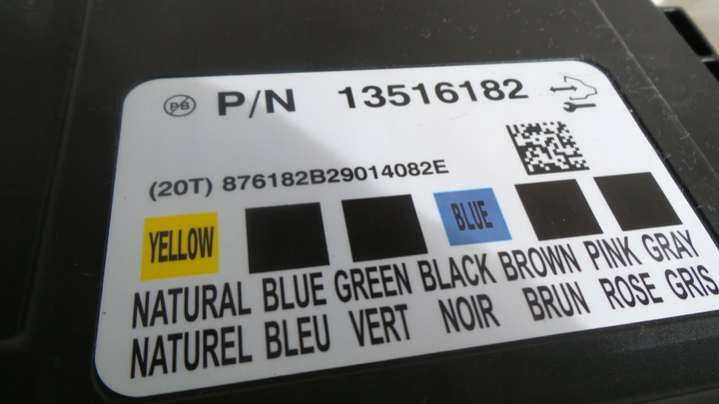 PB P/N 13516182
(20T) 876182B29014082E
YELLOW BLUE
NATURAL BLUE GREEN BLACK BROWN PINK GRAY
NATUREL BLEU VERT NOIR BRUN ROSE GRIS